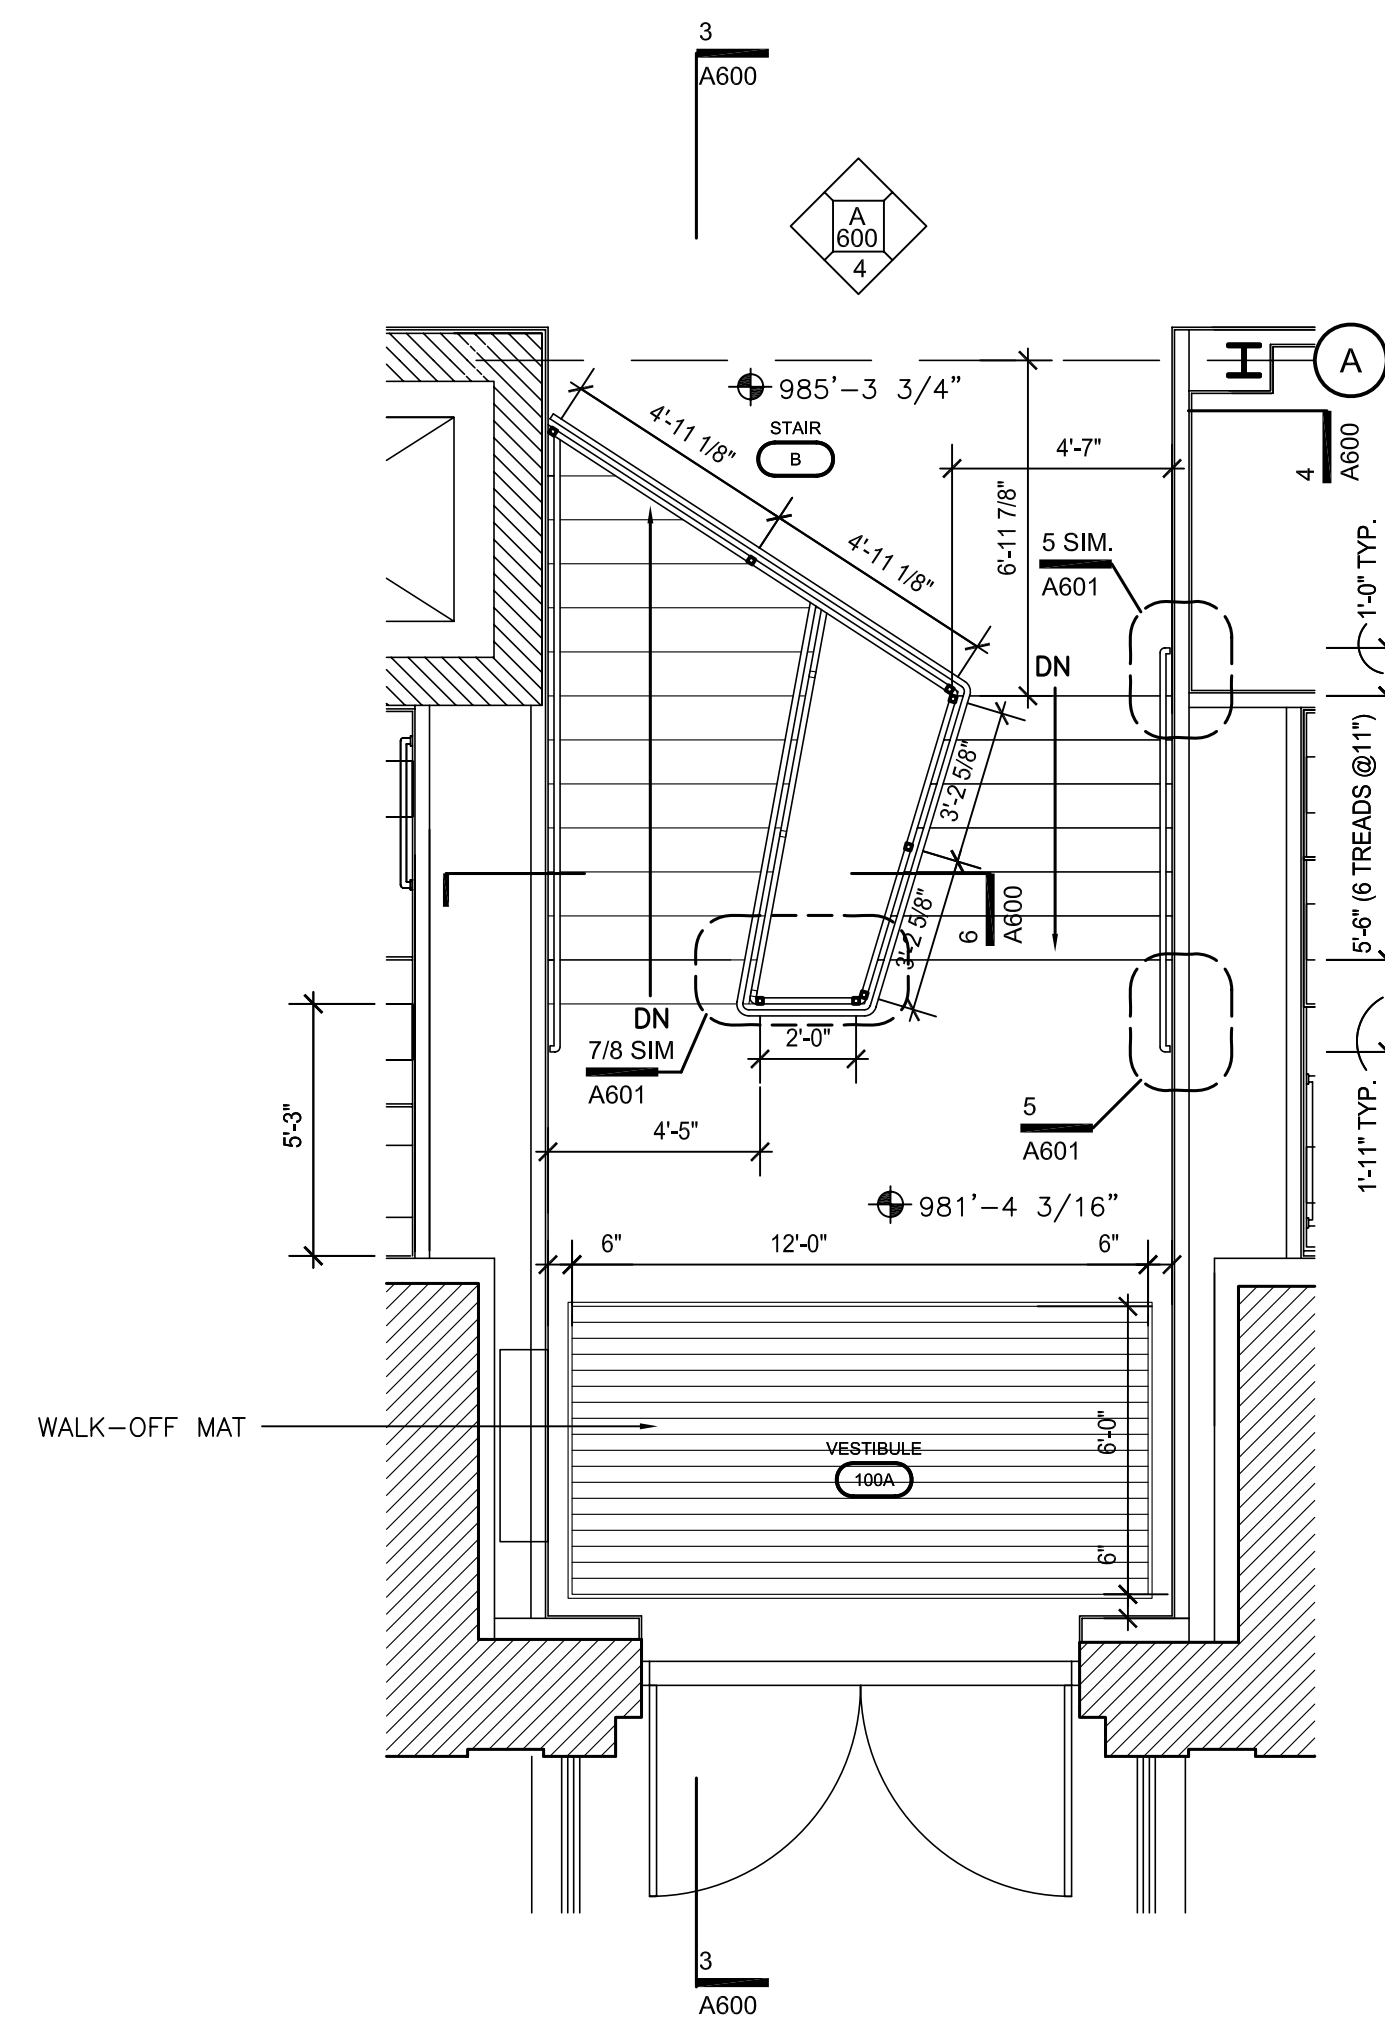 3
A600
A
600
4
A
985'-3 3/4"
STAIR
B
4'-11 1/8"
4'-11 1/8"
4'-7"
6'-11 7/8"
4
A600
5 SIM.
A601
1'-0" TYP.
DN
3'-2 5/8"
5'-6" (6 TREADS @11")
6
A600
3'-2 5/8"
DN
7/8 SIM
A601
2'-0"
5
A601
1'-11" TYP.
5'-3"
4'-5"
981'-4 3/16"
6"
12'-0"
6"
WALK-OFF MAT
VESTIBULE
100A
6'-0"
6"
3
A600